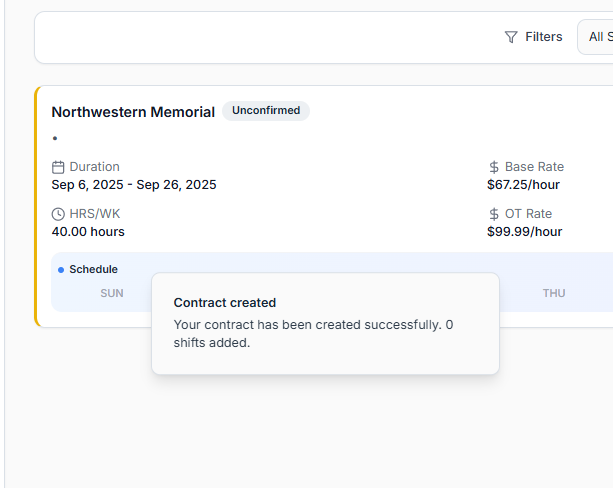 Filters
All S
Northwestern Memorial Unconfirmed
•
Duration
Base Rate
Sep 6, 2025 - Sep 26, 2025
$67.25/hour
HRS/WK
OT Rate
40.00 hours
$99.99/hour
Schedule
SUN
THU
Contract created
Your contract has been created successfully. 0
shifts added.